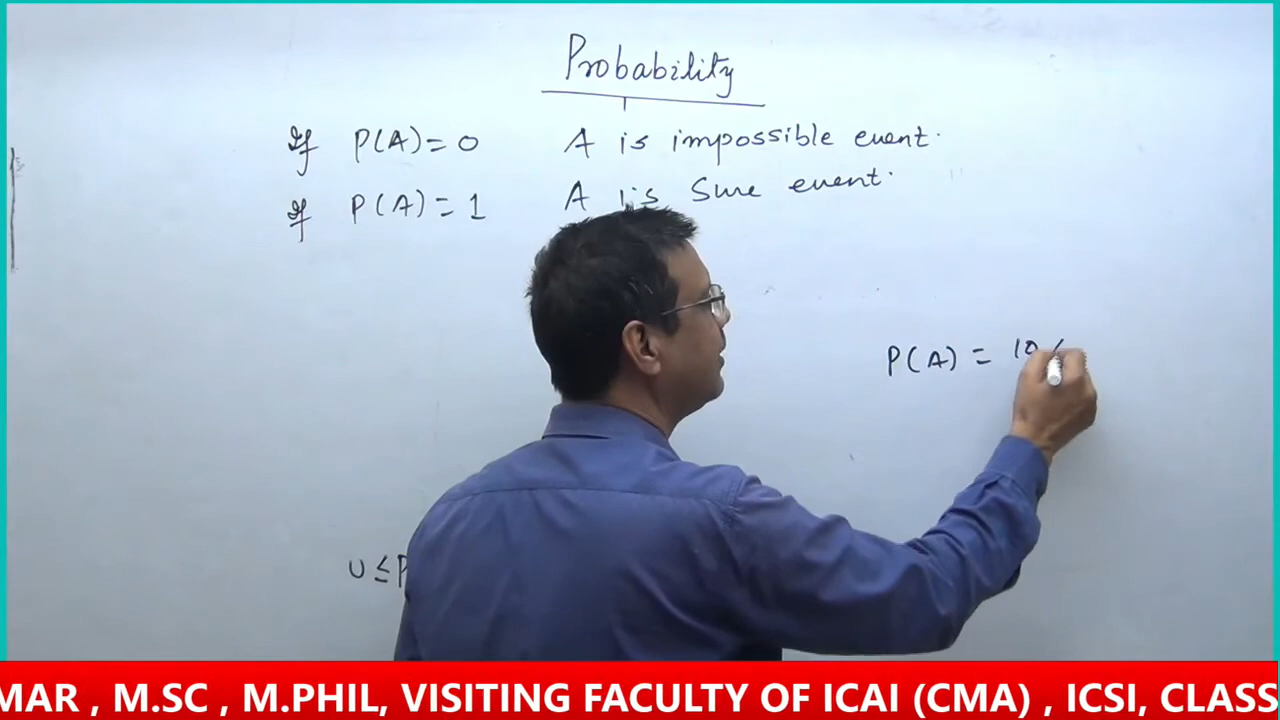 Probability
If P(A) = 0 A is impossible event.
If P(A) = 1 A is Sure event.
P(A) = 10
0 ≤ P
MAR , M.SC , M.PHIL, VISITING FACULTY OF ICAI (CMA) , ICSI, CLASS